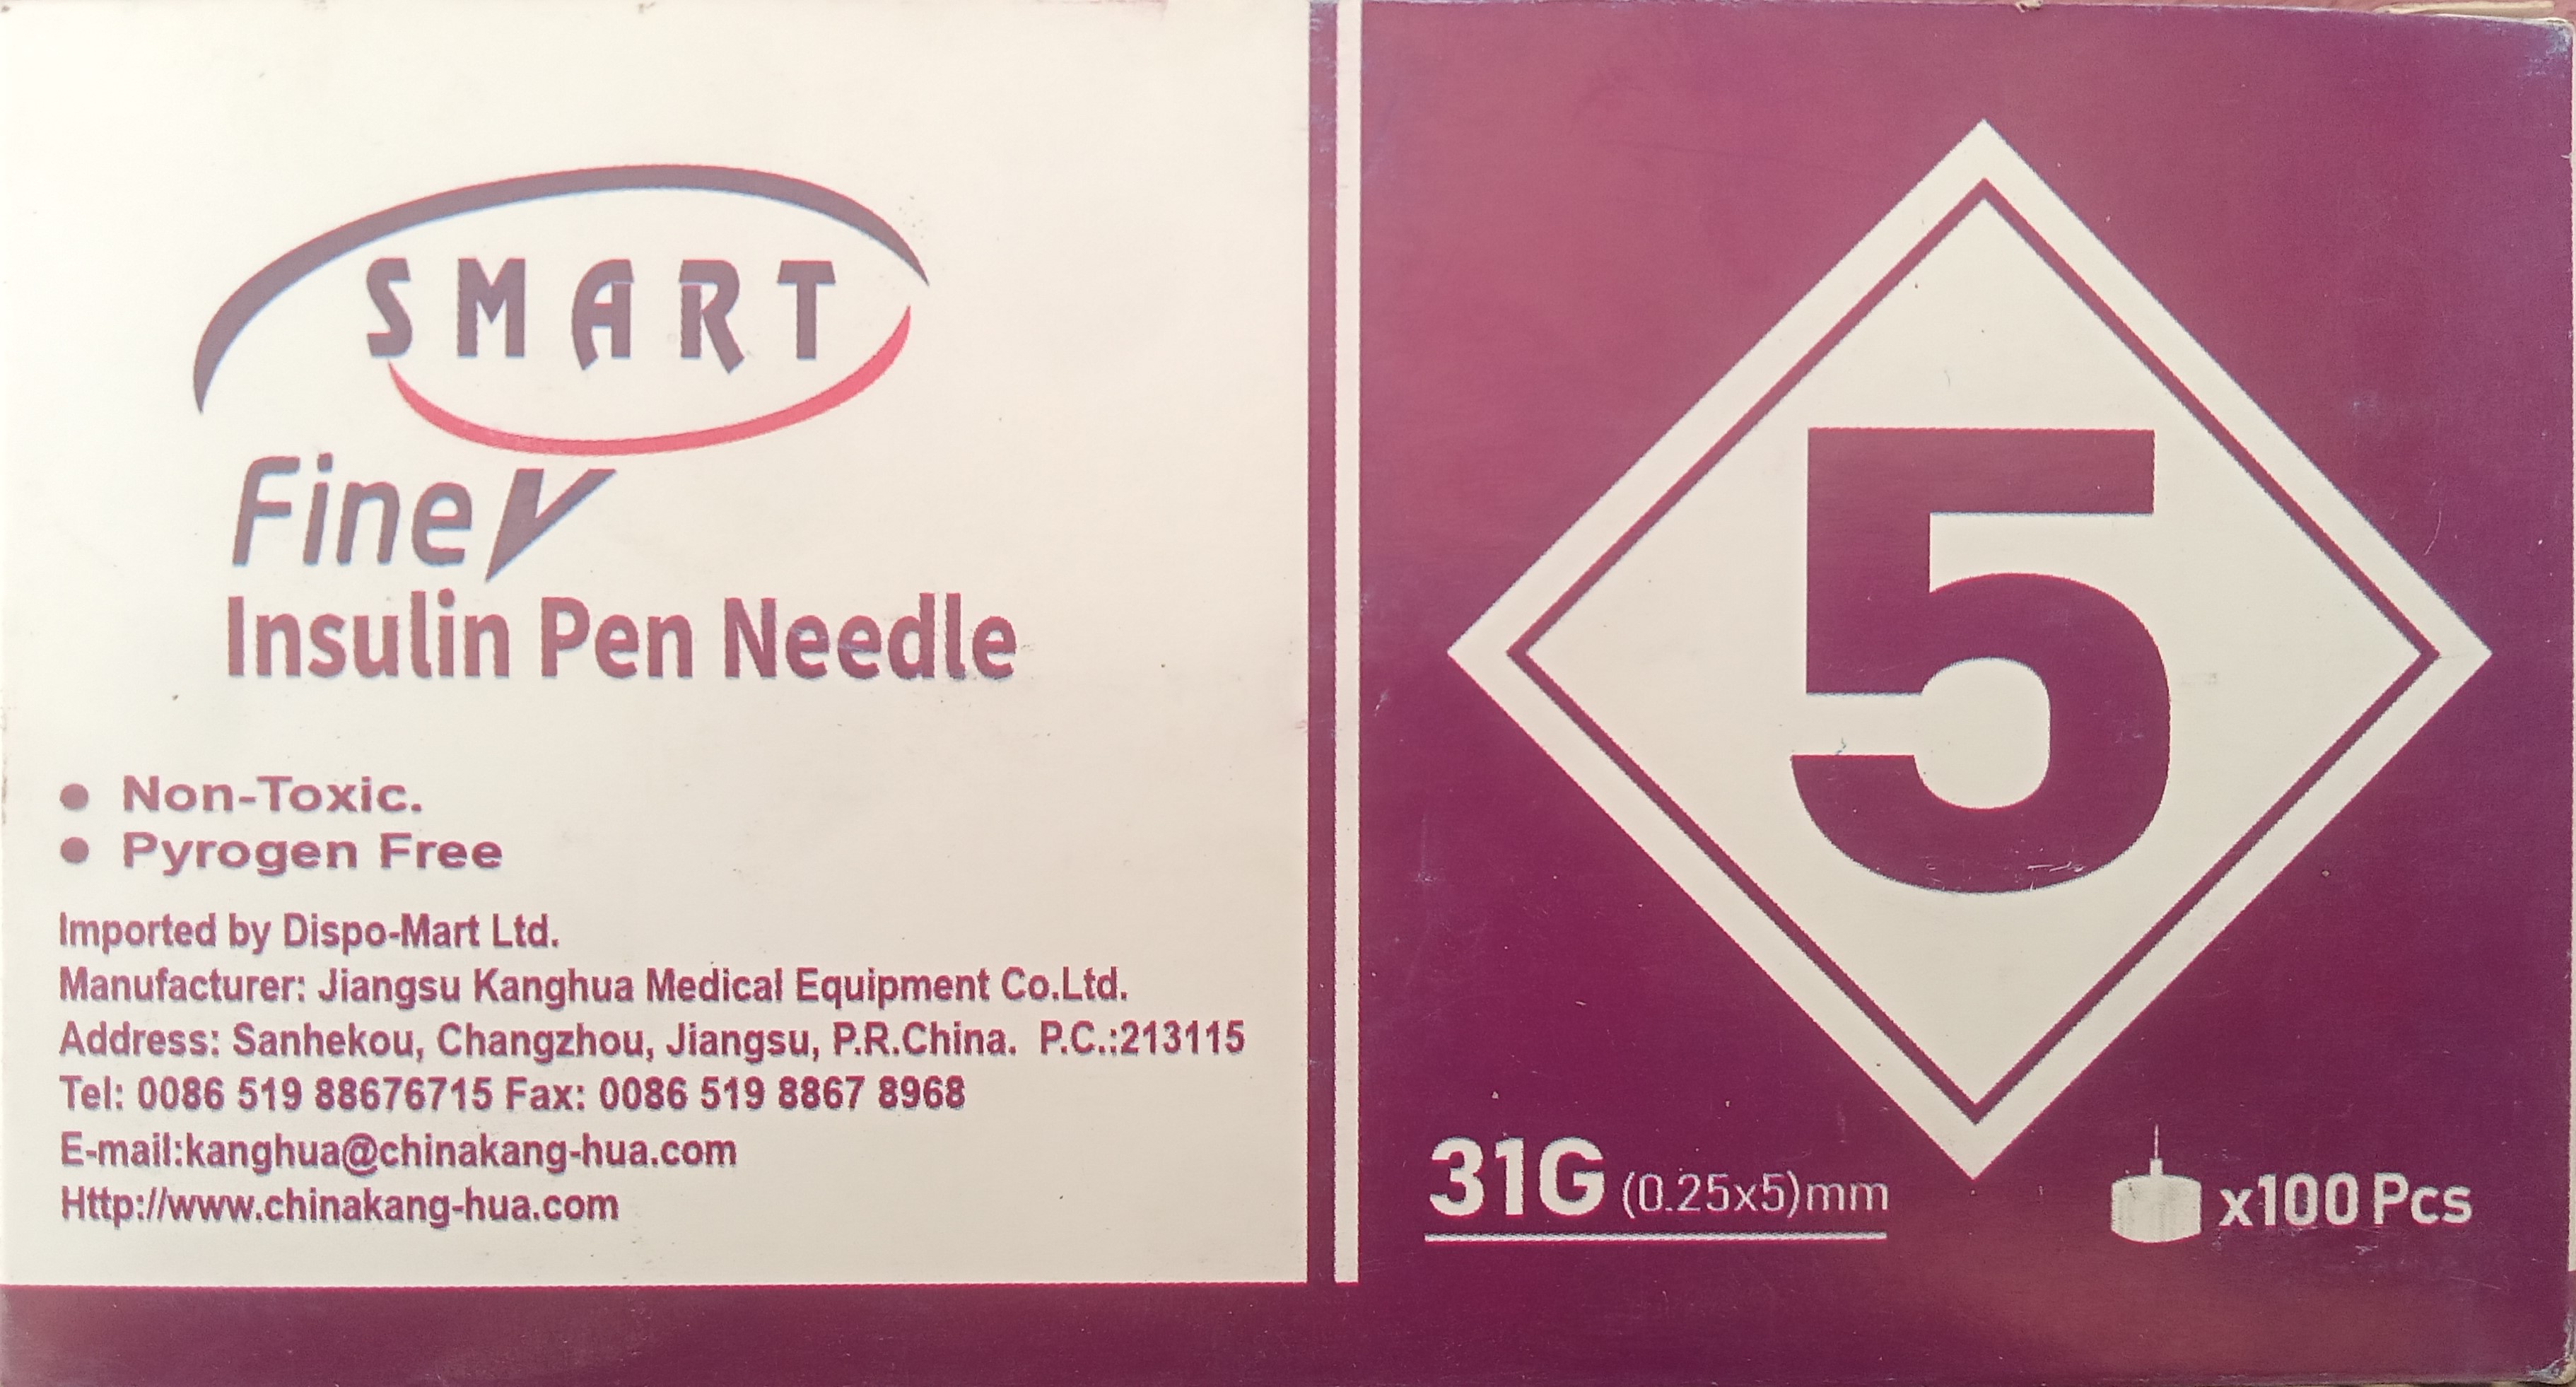 SMART
Fine V
Insulin Pen Needle
● Non-Toxic.
● Pyrogen Free
Imported by Dispo-Mart Ltd.
Manufacturer: Jiangsu Kanghua Medical Equipment Co.Ltd.
Address: Sanhekou, Changzhou, Jiangsu, P.R.China. P.C.:213115
Tel: 0086 519 88676715 Fax: 0086 519 8867 8968
E-mail:kanghua@chinakang-hua.com
Http://www.chinakang-hua.com
5
31G (0.25x5)mm
x100 Pcs